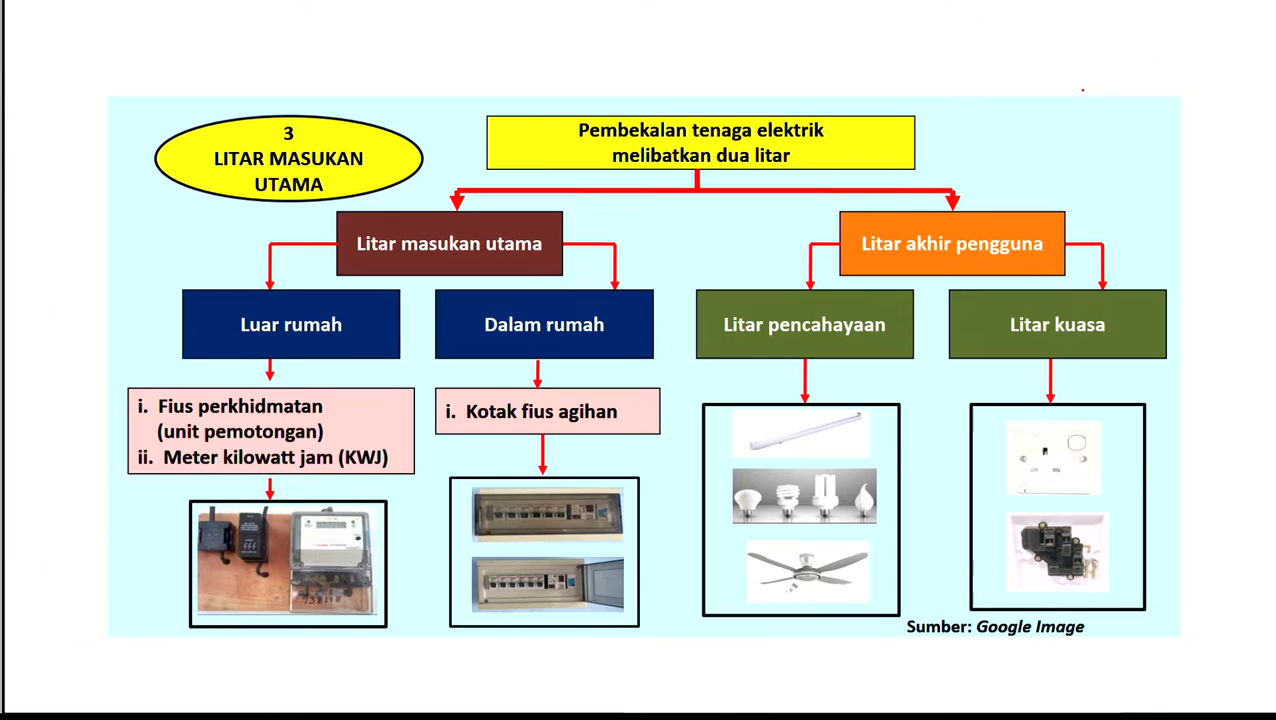 3
LITAR MASUKAN
UTAMA
Pembekalan tenaga elektrik
melibatkan dua litar
Litar masukan utama
Litar akhir pengguna
Luar rumah
Dalam rumah
Litar pencahayaan
Litar kuasa
i. Fius perkhidmatan
(unit pemotongan)
ii. Meter kilowatt jam (KWJ)
i. Kotak fius agihan
Sumber: Google Image